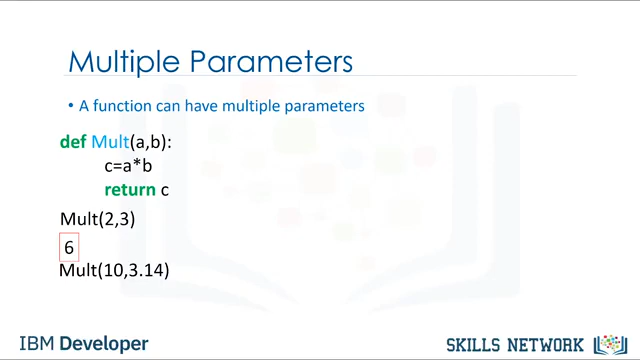 Multiple Parameters
• A function can have multiple parameters
def Mult(a,b):
c=a*b
return c
Mult(2,3)
6
Mult(10,3.14)
IBM Developer
SKILLS NETWORK